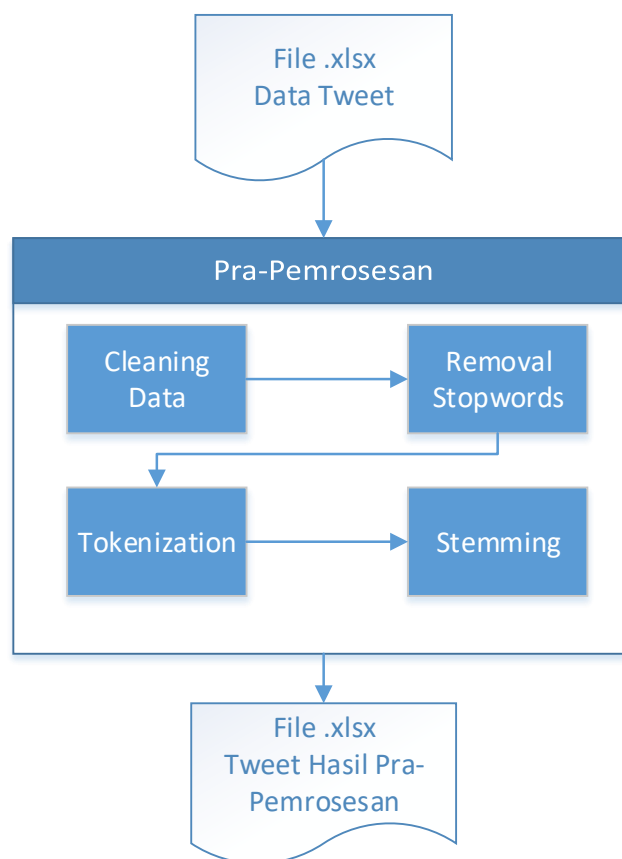 File .xlsx
Data Tweet
Pra-Pemrosesan
Cleaning
Data
Removal
Stopwords
Tokenization
Stemming
File .xlsx
Tweet Hasil Pra-
Pemrosesan